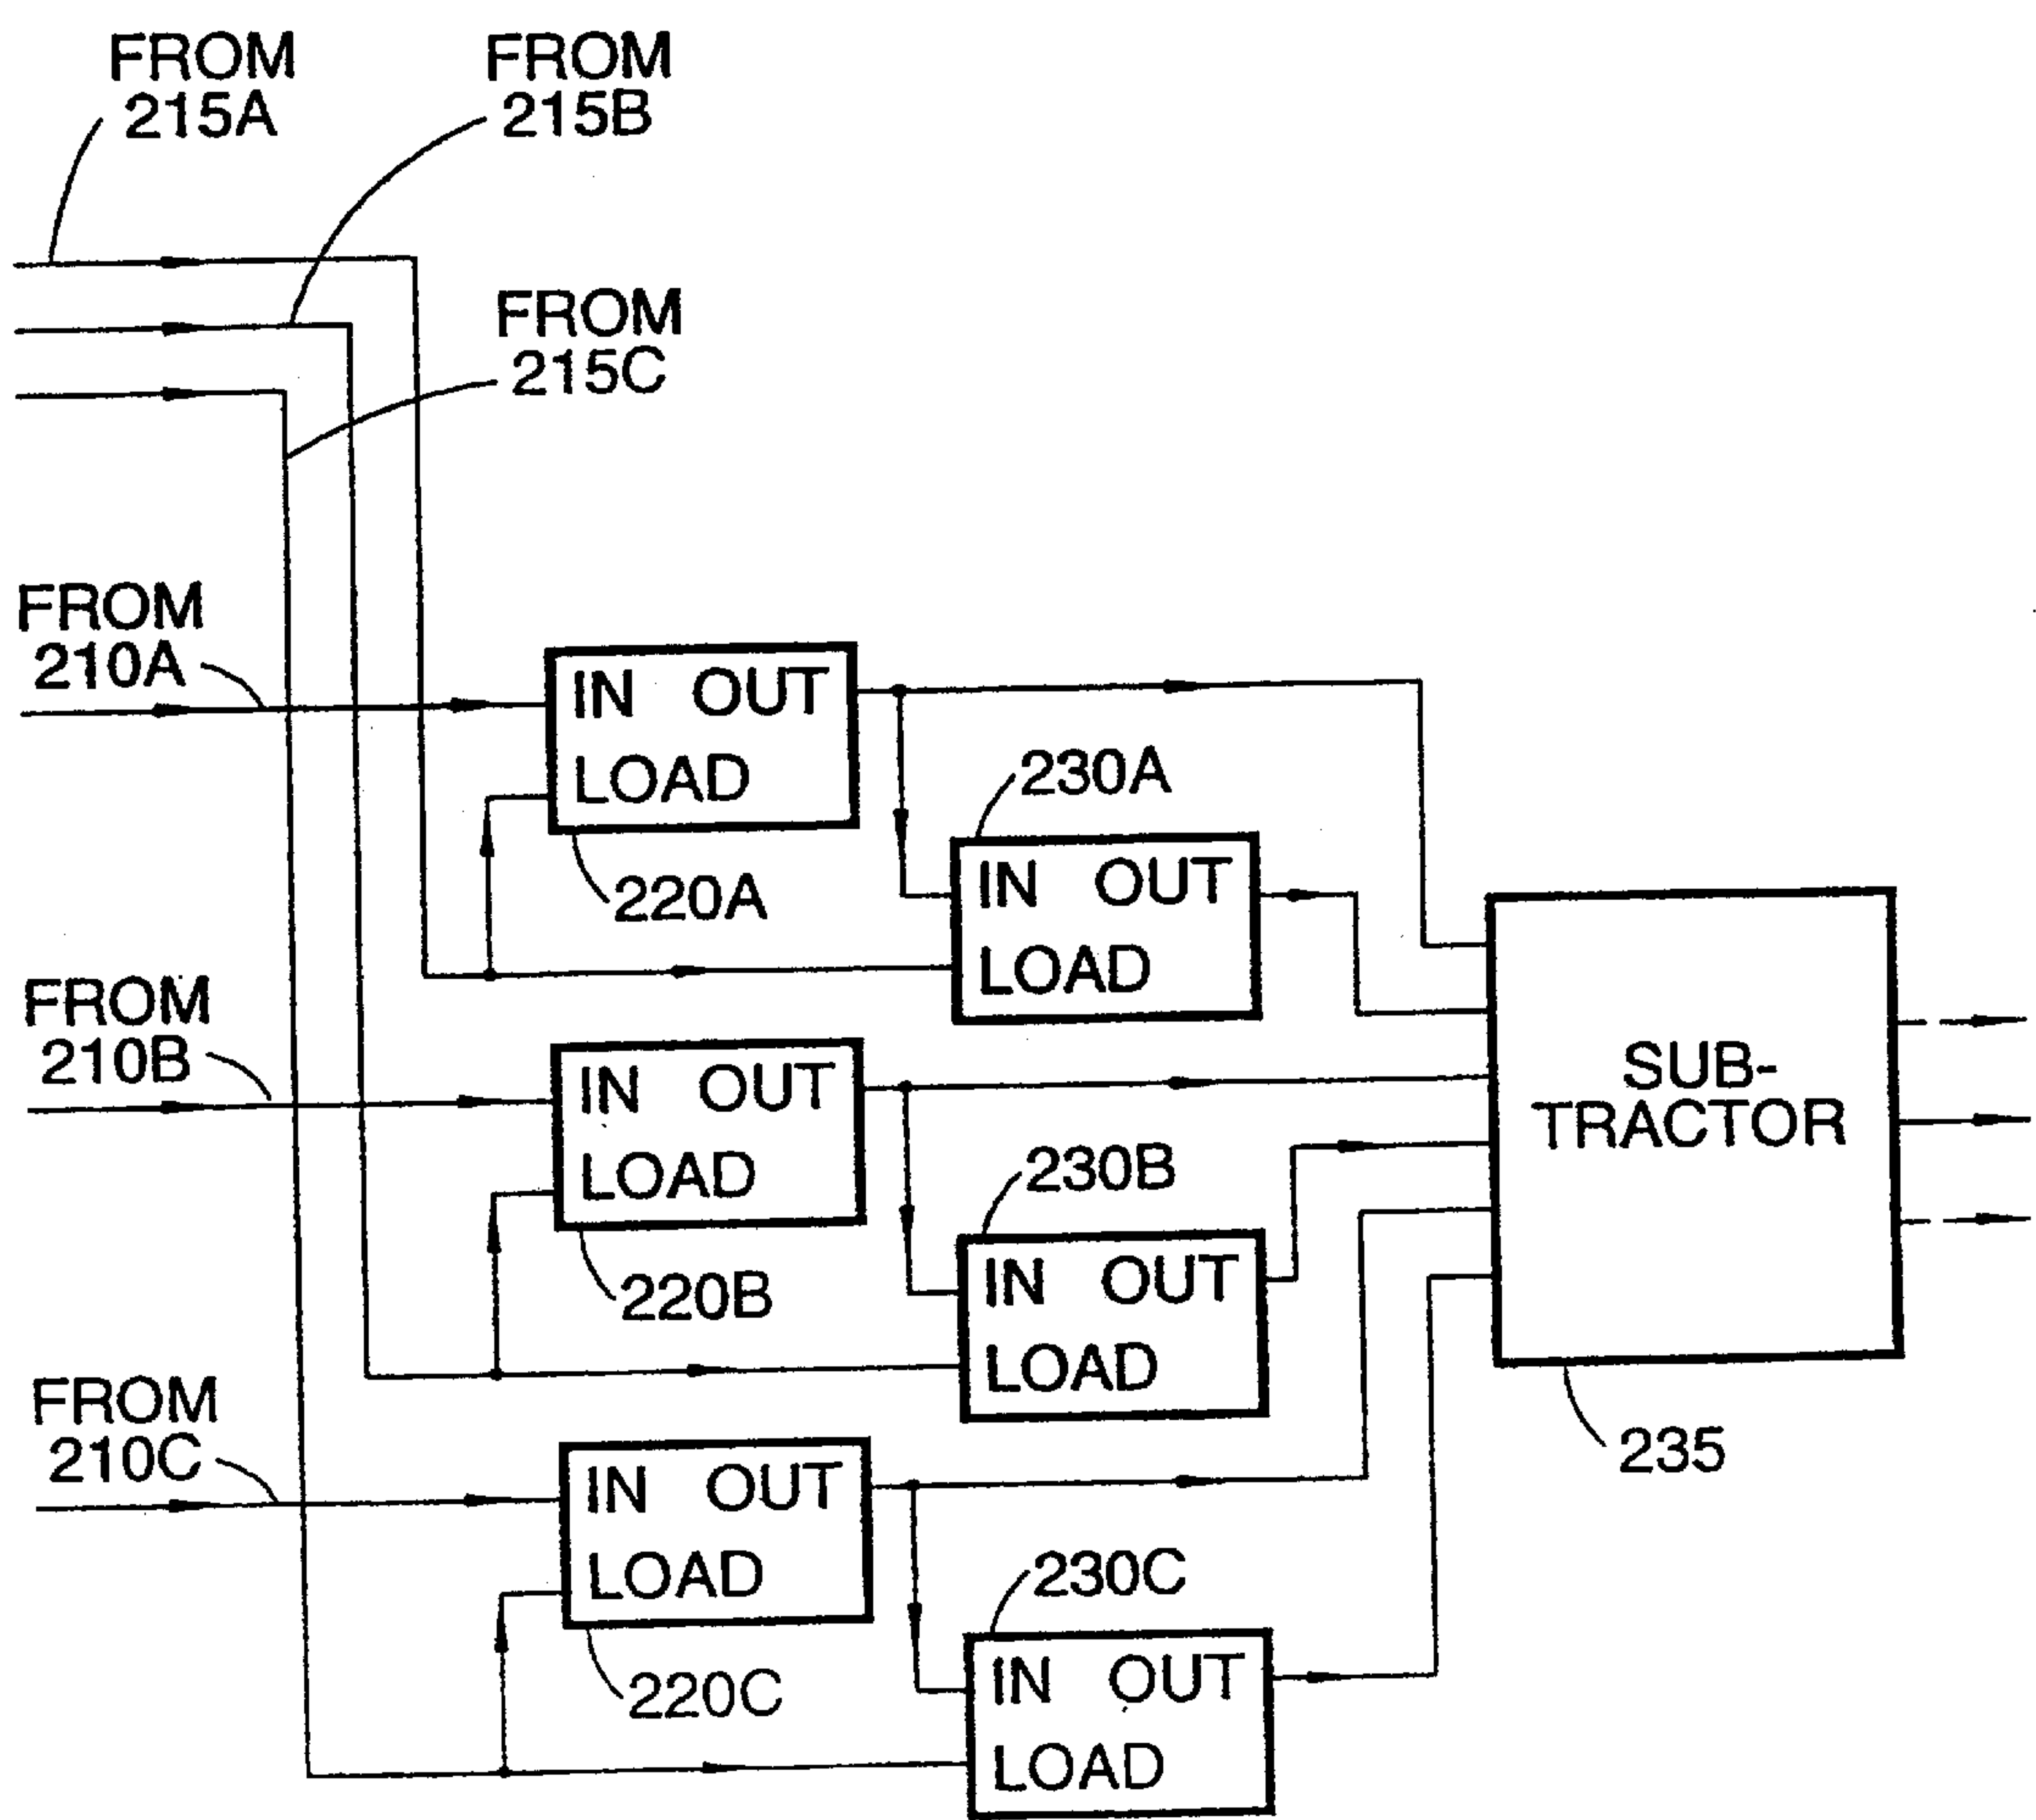 FROM
215A
FROM
215B
FROM
215C
FROM
210A
IN OUT
LOAD
220A
230A
IN OUT
LOAD
FROM
210B
IN OUT
LOAD
220B
230B
IN OUT
LOAD
SUB-
TRACTOR
235
FROM
210C
IN OUT
LOAD
220C
230C
IN OUT
LOAD